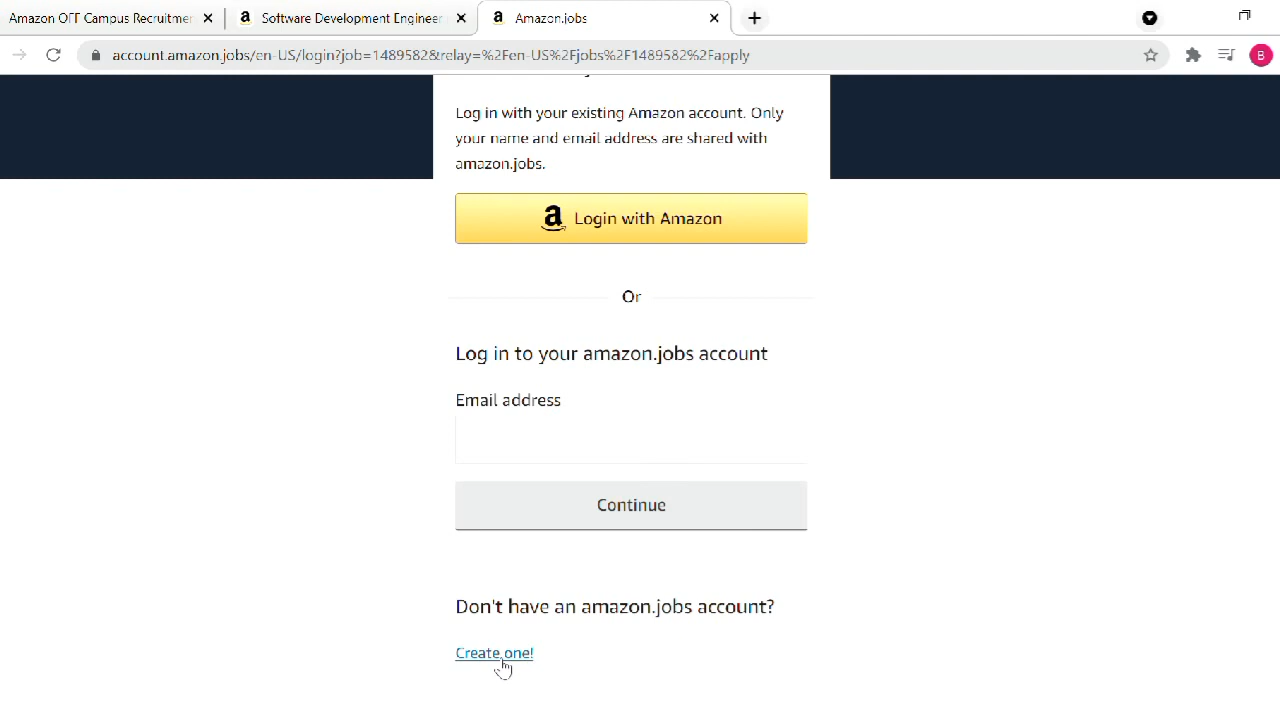 Amazon OFF Campus Recruitmer
Software Development Engineer
Amazon.jobs
account.amazon.jobs/en-US/login?job=1489582&relay=%2Fen-US%2Fjobs%2F1489582%2Fapply
B
Log in with your existing Amazon account. Only
your name and email address are shared with
amazon.jobs.
Login with Amazon
Or
Log in to your amazon.jobs account
Email address
Continue
Don't have an amazon.jobs account?
Create one!